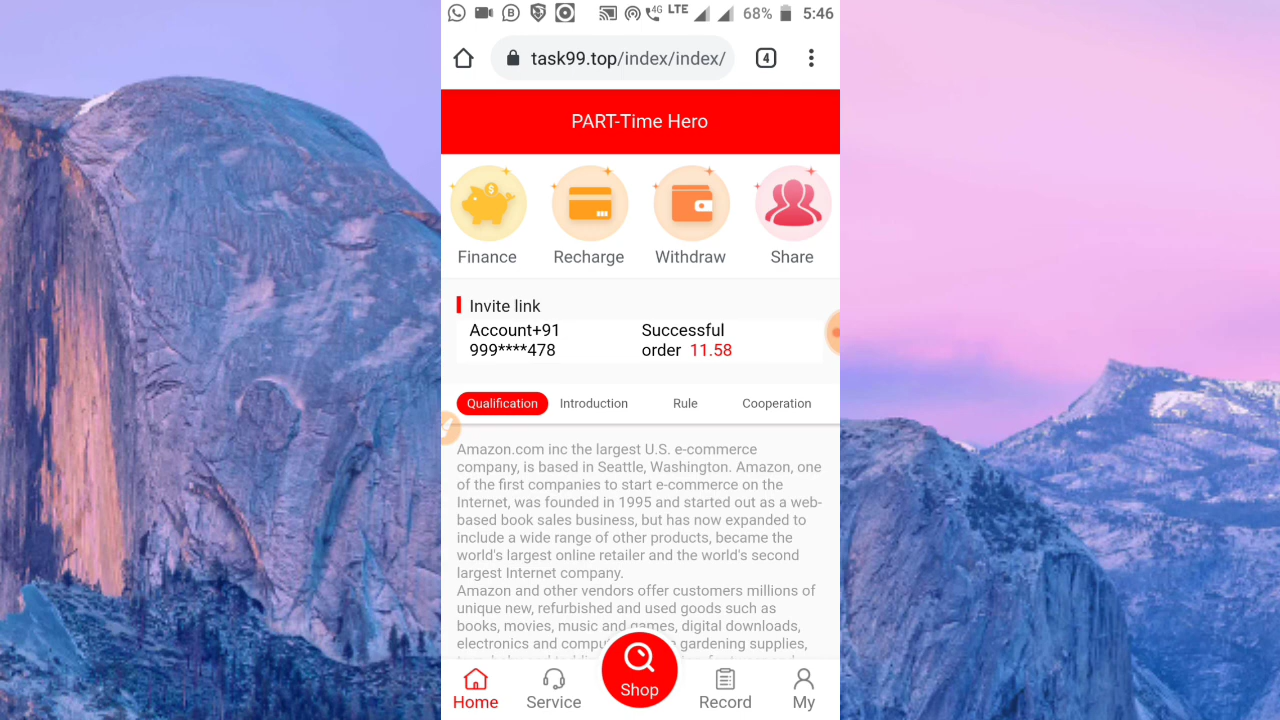 4G LTE 68% 5:46
task99.top/index/index/ 4
PART-Time Hero
Finance Recharge Withdraw Share
Invite link
Account+91 Successful
999****478 order 11.58
Qualification Introduction Rule Cooperation
Amazon.com inc the largest U.S. e-commerce
company, is based in Seattle, Washington. Amazon, one
of the first companies to start e-commerce on the
Internet, was founded in 1995 and started out as a web-
based book sales business, but has now expanded to
include a wide range of other products, became the
world's largest online retailer and the world's second
largest Internet company.
Amazon and other vendors offer customers millions of
unique new, refurbished and used goods such as
books, movies, music and games, digital downloads,
electronics and gardening supplies,
Home Service Shop Record My